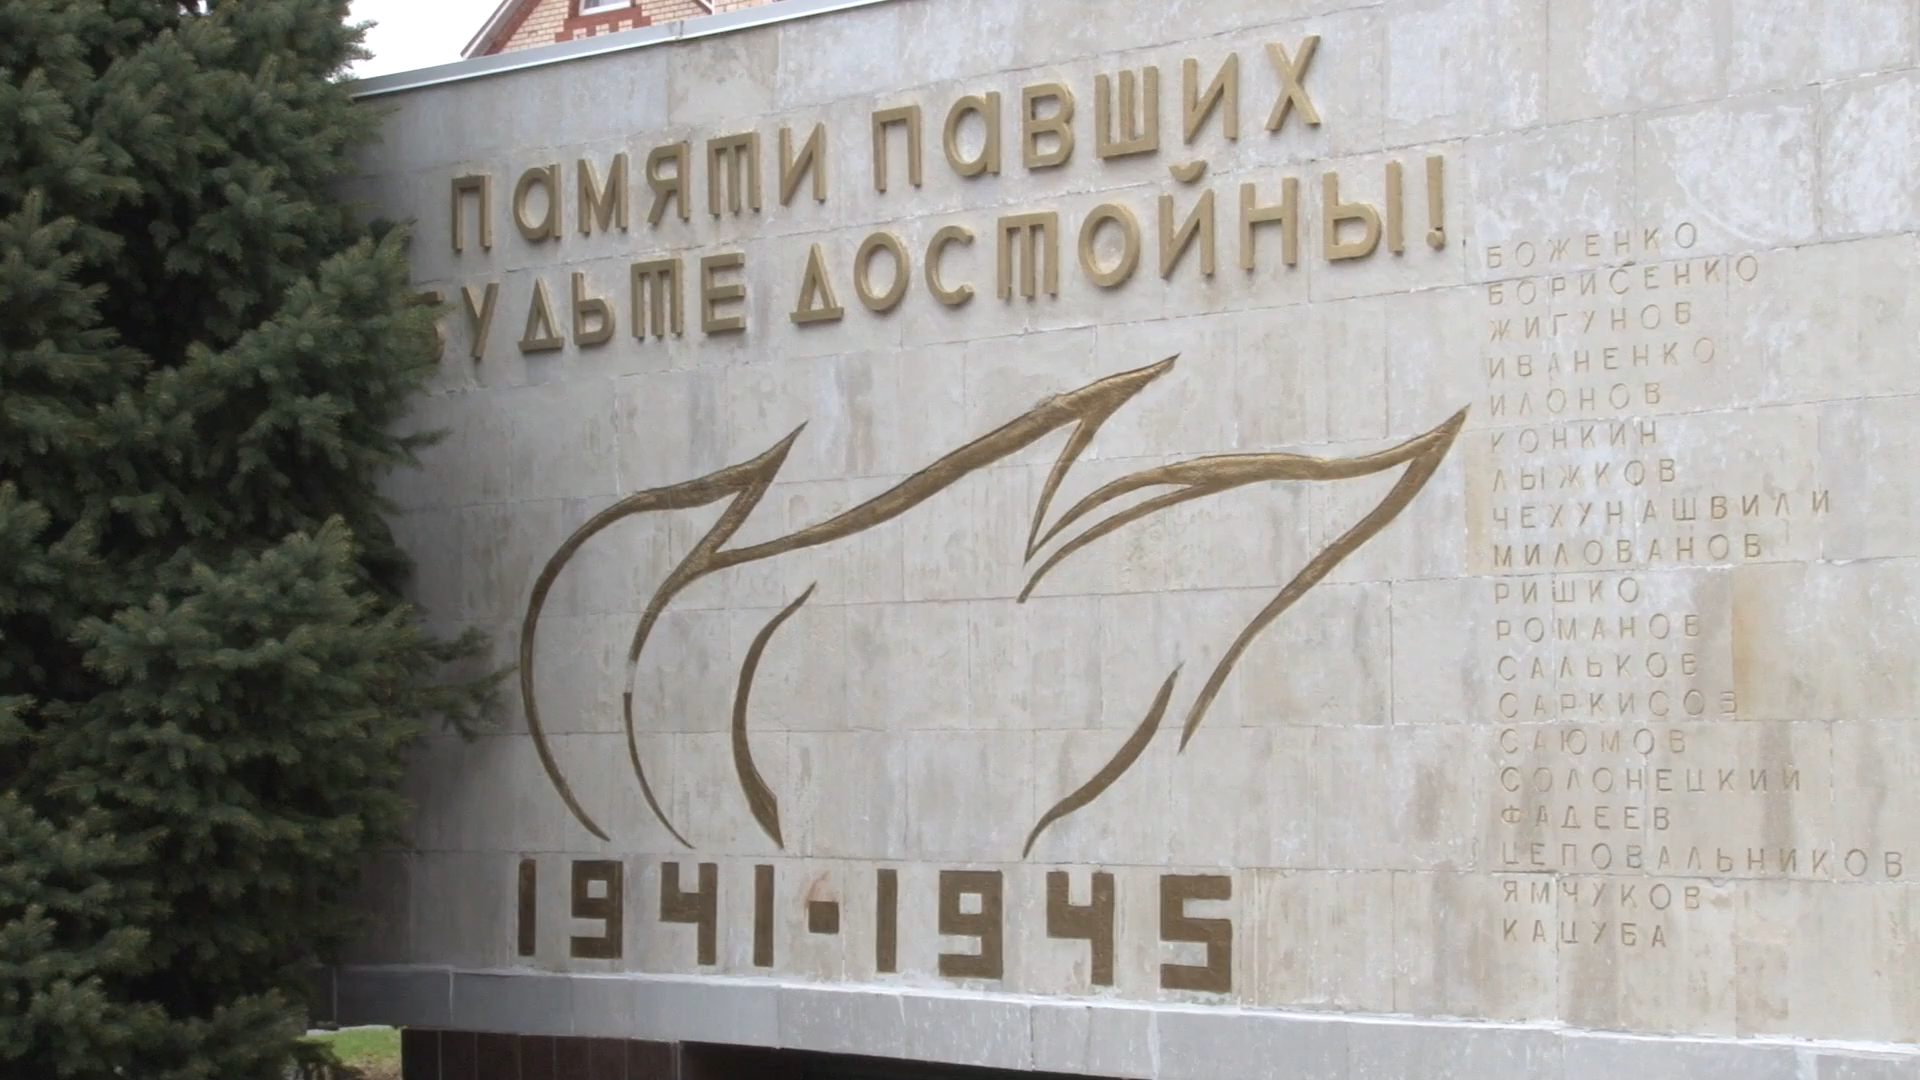 ПАМЯТИ ПАВШИХ
БУДЬТЕ ДОСТОЙНЫ!
БОЖЕНКО
БОРИСЕНКО
ЖИГУНОВ
ИВАНЕНКО
ИЛОНОВ
КОНКИН
ЛЫЖКОВ
ЧЕХУНАШВИЛИ
МИЛОВАНОВ
РИШКО
РОМАНОВ
САЛЬКОВ
САРКИСОВ
САЮМОВ
СОЛОНЕЦКИЙ
ФАДЕЕВ
ЦЕПОВАЛЬНИКОВ
ЯМЧУКОВ
КАЦУБА
1941·1945